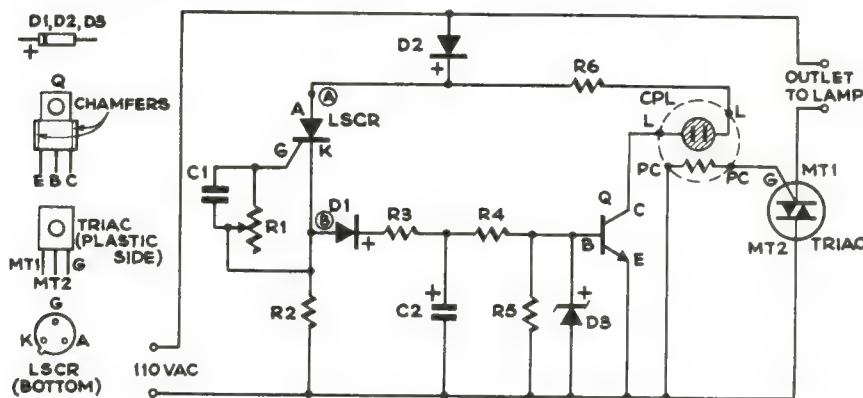 D1, D2, D3
+
Q
CHAMFERS
E B C
TRIAC
(PLASTIC
SIDE)
MT1 G
MT2
G
K A
LSCR
(BOTTOM)
110 VAC
D2
+
A
A
LSCR
G
K
C1
R1
B
D1
+
R2
R3
+
C2
R4
R5
+
D3
R6
CPL
L
L
PC
PC
G
Q
C
B
E
OUTLET
TO LAMP
MT1
MT2
TRIAC